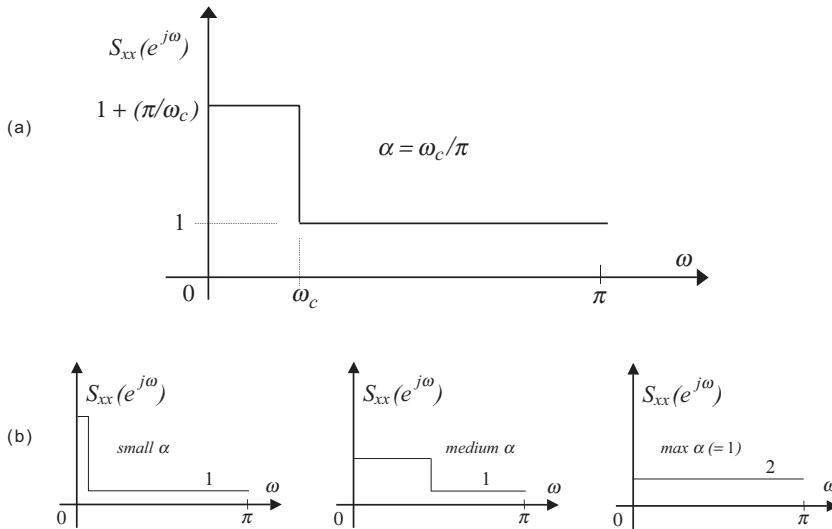 (a)
S_xx(e^jω)
1 + (π/ω_c)
α = ω_c/π
1
0
ω_c
π
ω
(b)
S_xx(e^jω)
small α
1
0
π
ω
S_xx(e^jω)
medium α
1
0
π
ω
S_xx(e^jω)
max α (= 1)
2
0
π
ω